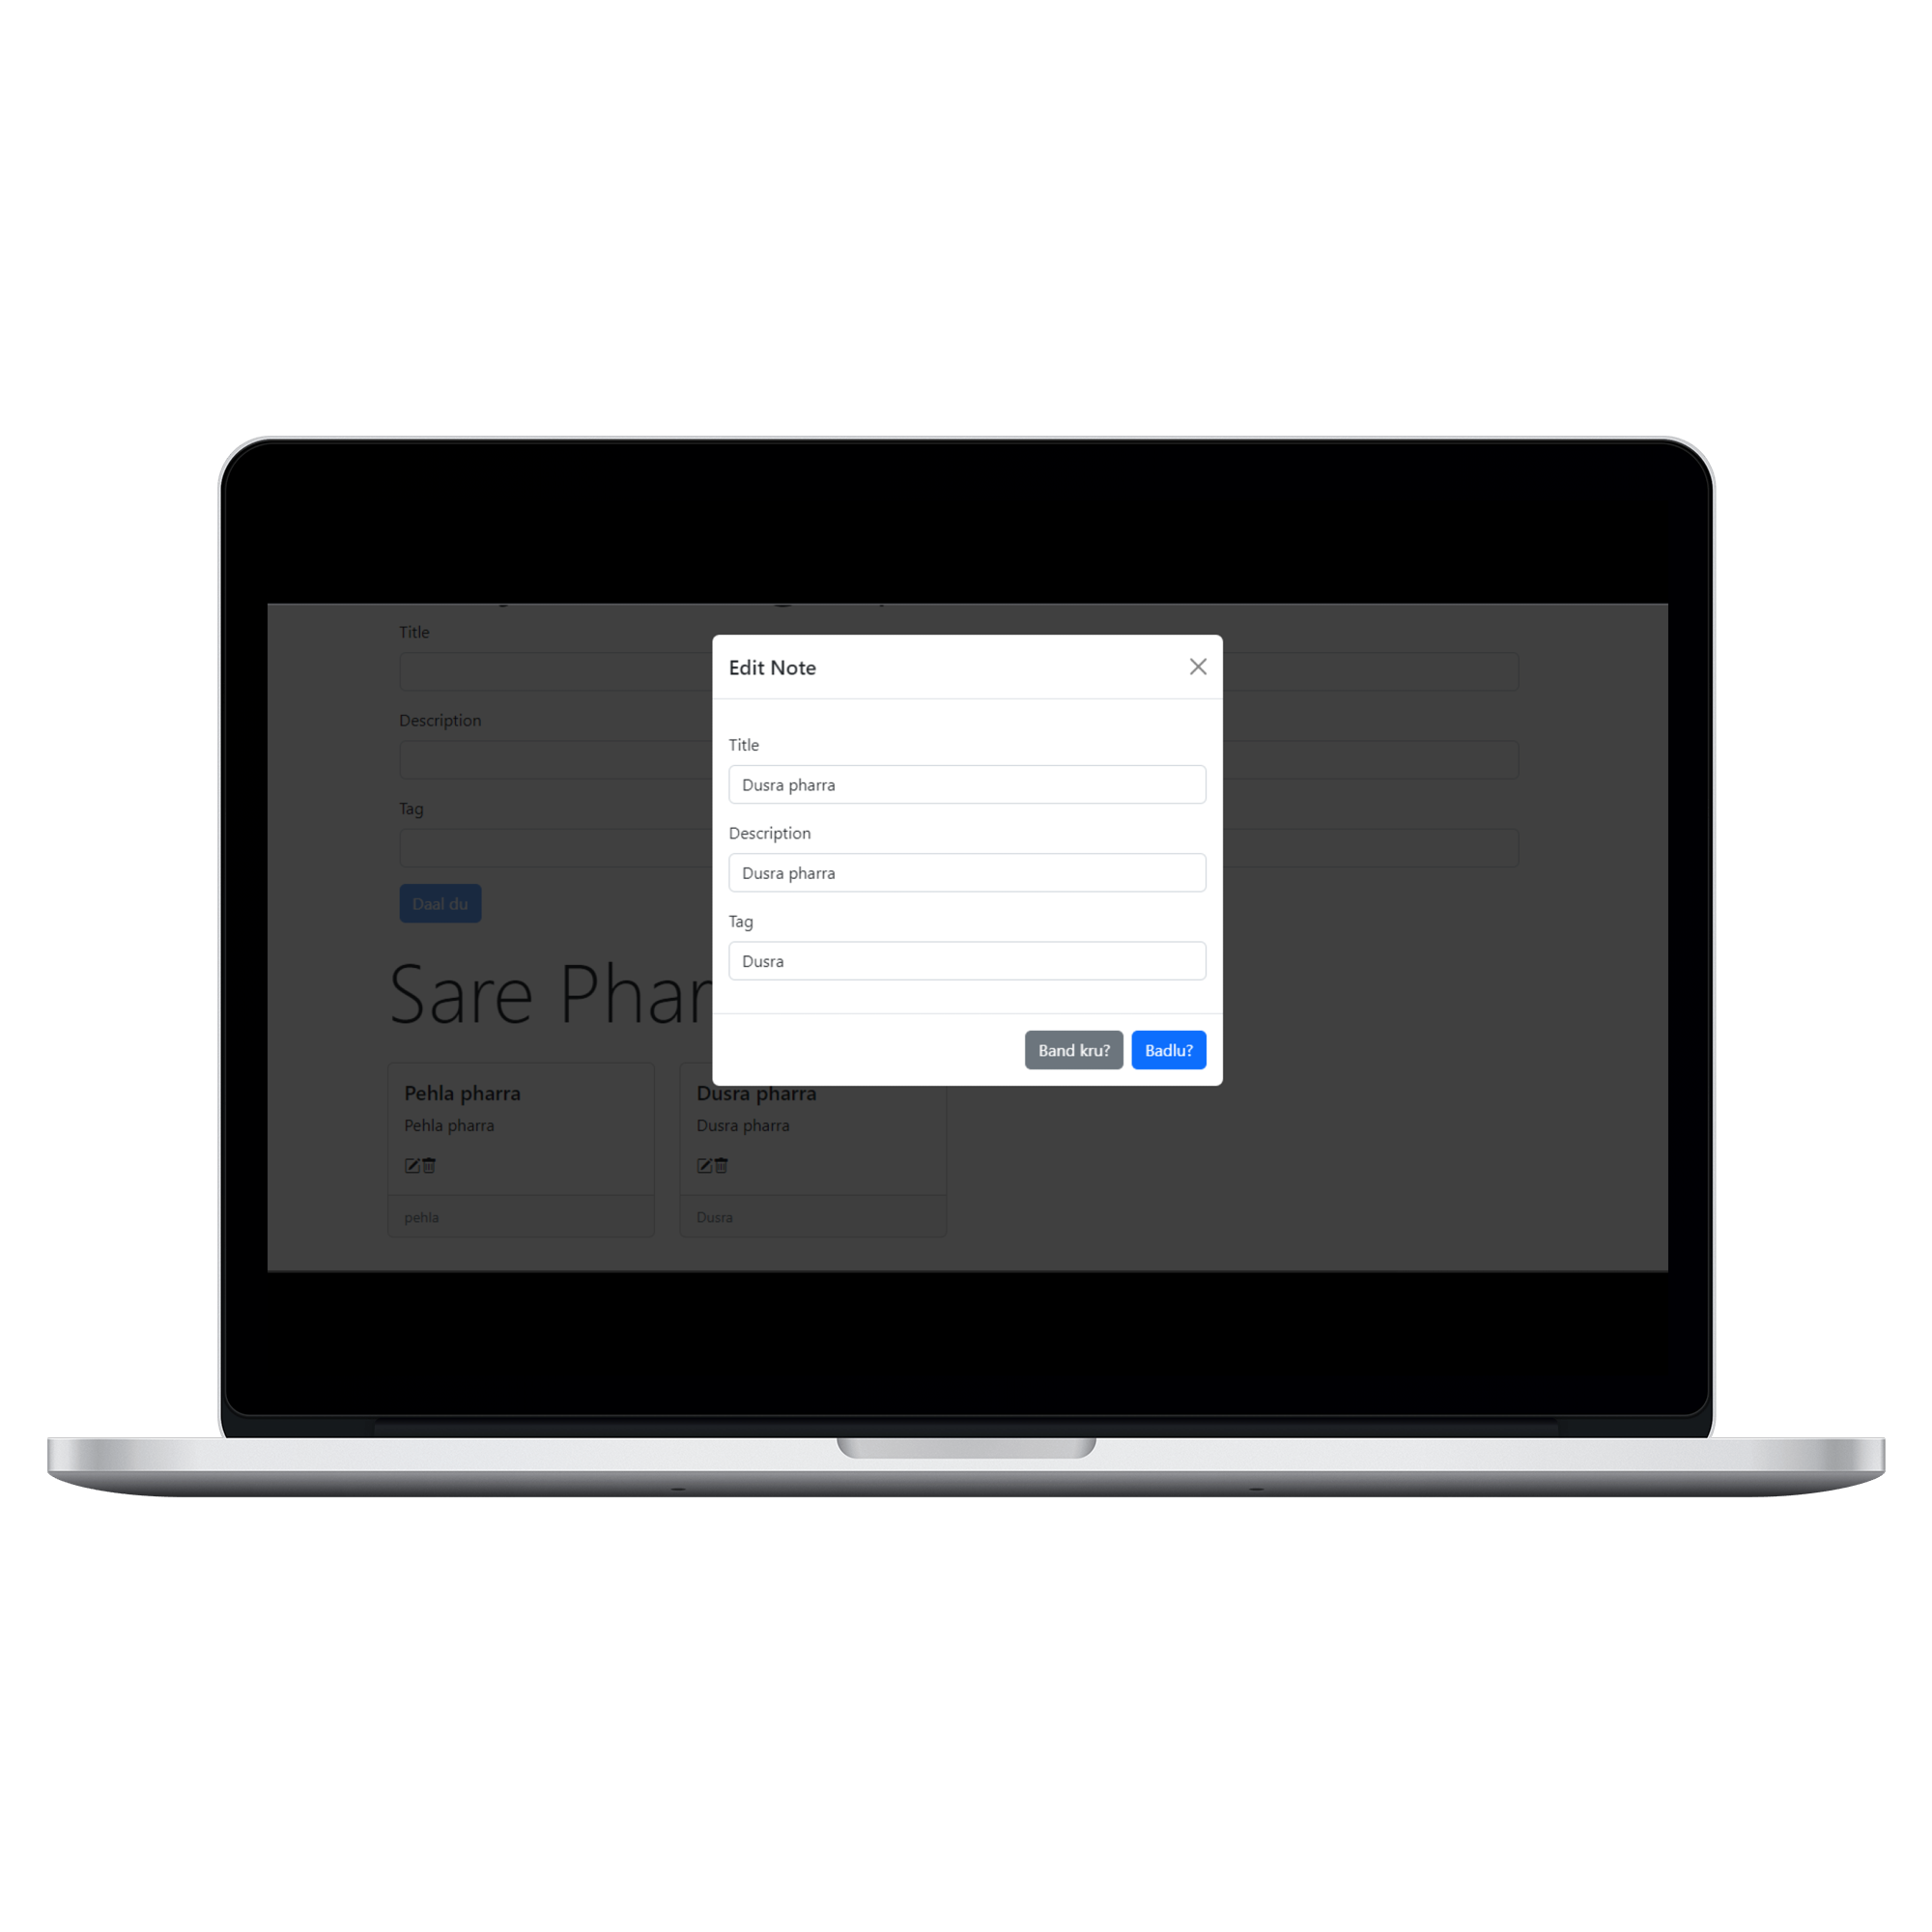 Title
Description
Tag
Daal du
Sare
Pehla pharra
Pehla pharra
pehla
Dusra pharra
Dusra pharra
Dusra
Edit Note
Title
Dusra pharra
Description
Dusra pharra
Tag
Dusra
Band kru?
Badlu?